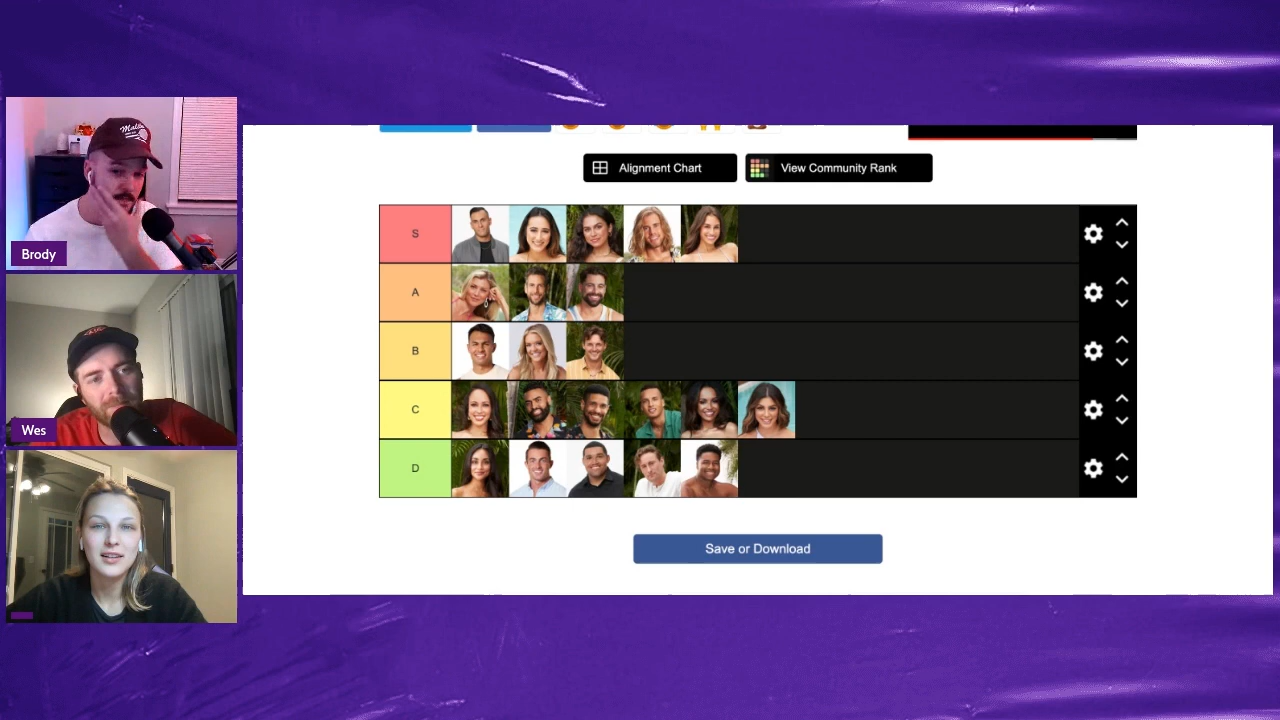 Alignment Chart
View Community Rank
S
A
B
C
D
Save or Download
Brody
Wes